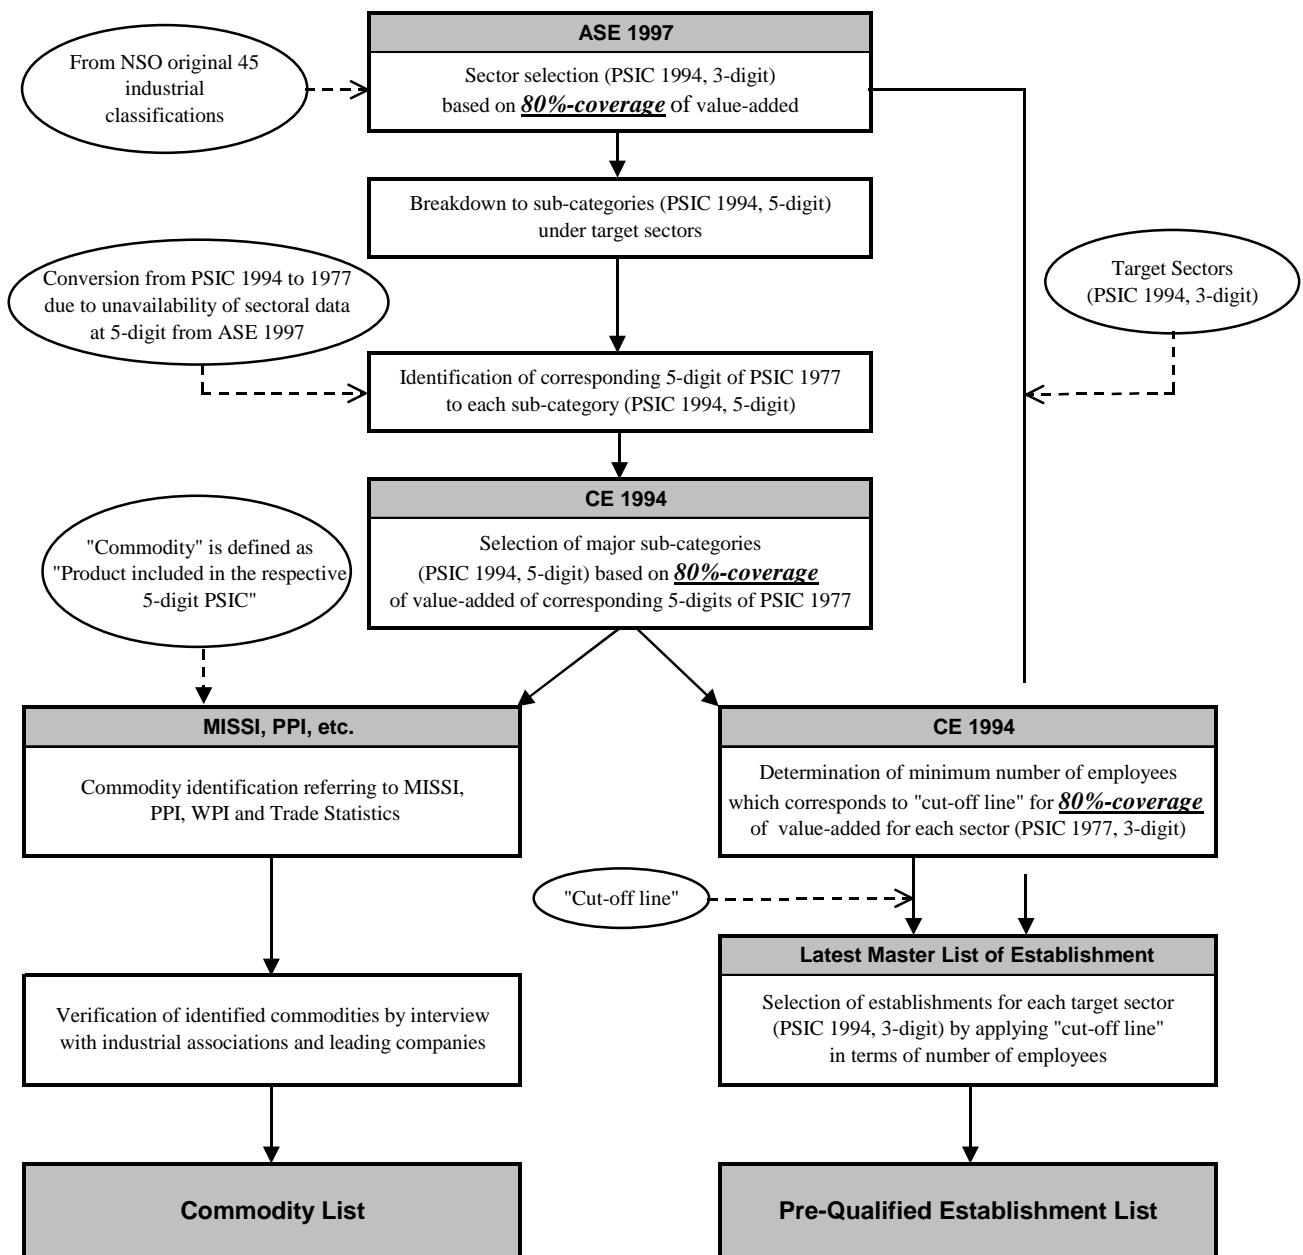 ASE 1997
From NSO original 45
industrial
classifications
Sector selection (PSIC 1994, 3-digit)
based on 80%-coverage of value-added
Breakdown to sub-categories (PSIC 1994, 5-digit)
under target sectors
Conversion from PSIC 1994 to 1977
due to unavailability of sectoral data
at 5-digit from ASE 1997
Target Sectors
(PSIC 1994, 3-digit)
Identification of corresponding 5-digit of PSIC 1977
to each sub-category (PSIC 1994, 5-digit)
CE 1994
Selection of major sub-categories
(PSIC 1994, 5-digit) based on 80%-coverage
of value-added of corresponding 5-digits of PSIC 1977
"Commodity" is defined as
"Product included in the respective
5-digit PSIC"
MISSI, PPI, etc.
Commodity identification referring to MISSI,
PPI, WPI and Trade Statistics
CE 1994
Determination of minimum number of employees
which corresponds to "cut-off line" for 80%-coverage
of value-added for each sector (PSIC 1977, 3-digit)
"Cut-off line"
Latest Master List of Establishment
Selection of establishments for each target sector
(PSIC 1994, 3-digit) by applying "cut-off line"
in terms of number of employees
Verification of identified commodities by interview
with industrial associations and leading companies
Commodity List
Pre-Qualified Establishment List